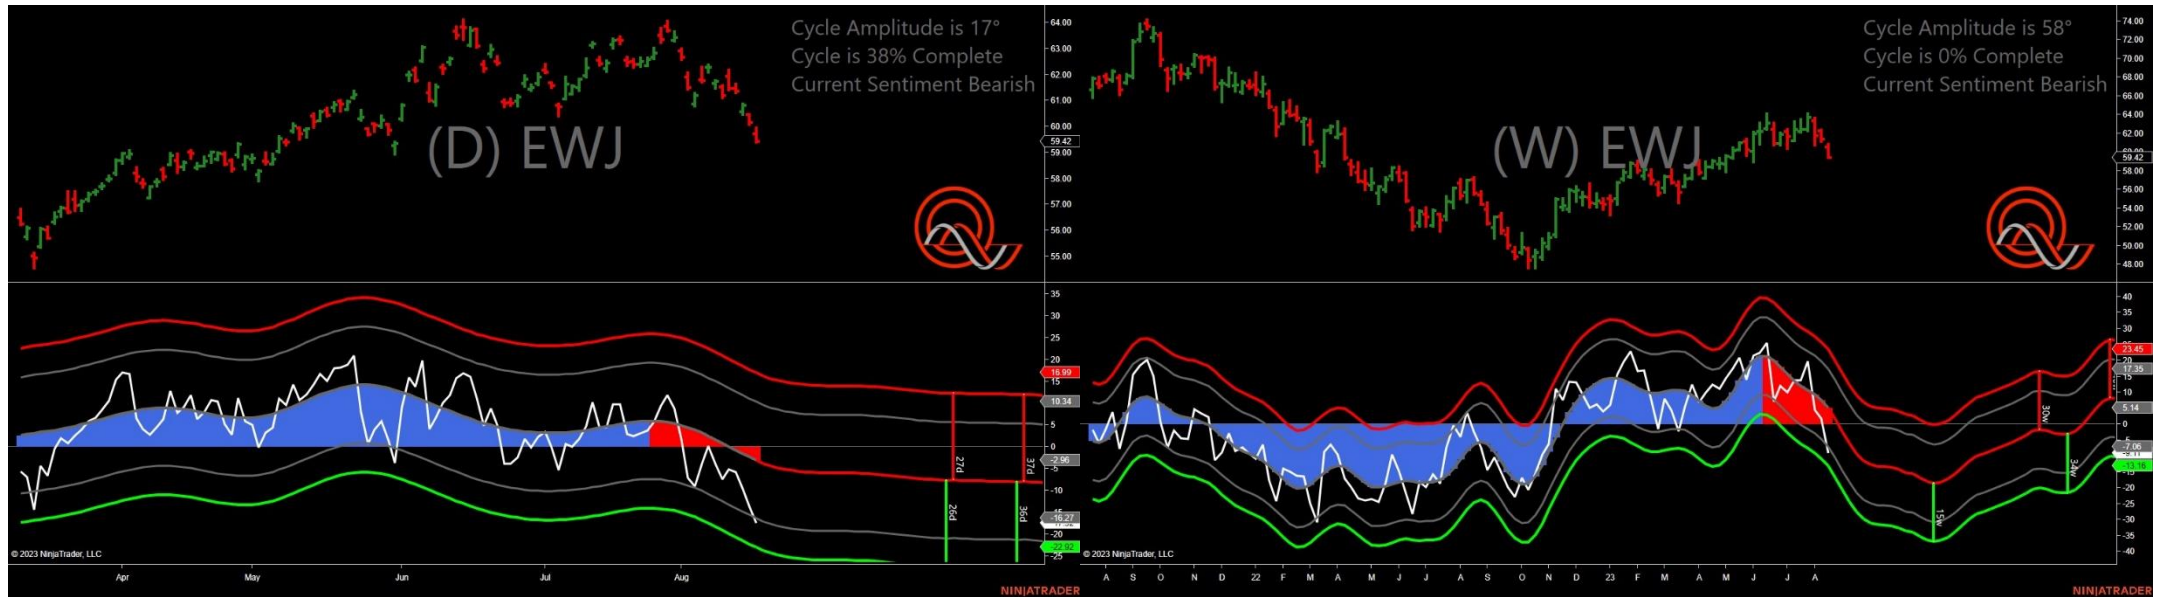 Cycle Amplitude is 17°
Cycle is 38% Complete
Current Sentiment Bearish
(D) EWJ
64.00
63.00
62.00
61.00
60.00
59.42
59.00
58.00
57.00
56.00
55.00
35
30
25
20
16.99
15
10.34
5
0
-2.96
-5
-10
-16.27
-20
-22.92
-25
27d
37d
26d
36d
© 2023 NinjaTrader, LLC
Apr May Jun Jul Aug
NINJATRADER
Cycle Amplitude is 58°
Cycle is 0% Complete
Current Sentiment Bearish
(W) EWJ
74.00
72.00
70.00
68.00
66.00
64.00
62.00
59.42
58.00
56.00
54.00
52.00
50.00
48.00
40
35
30
23.45
20
17.35
15
10
5.14
0
-7.06
-9.11
-13.16
-20
-25
-30
-35
-40
30w
34w
15w
© 2023 NinjaTrader, LLC
A S O N D 22 F M A M J J A S O N D 23 F M A M J J A
NINJATRADER